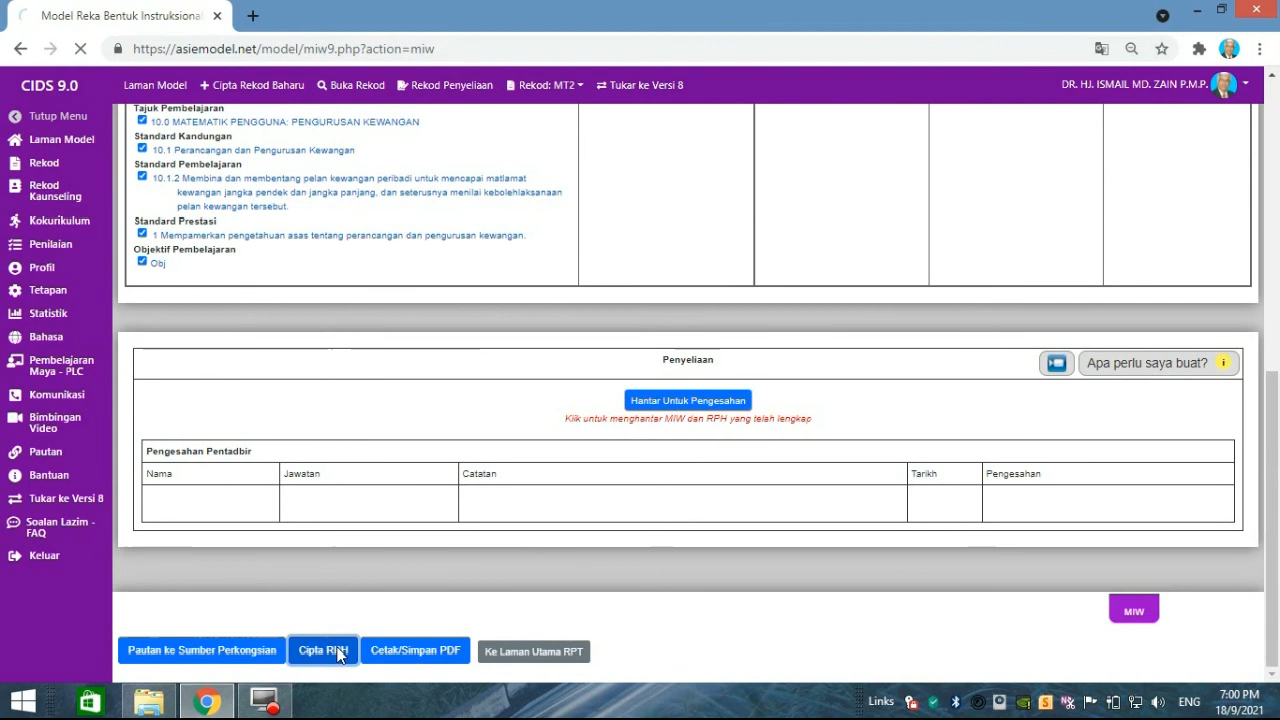 Model Reka Bentuk Instruksional
https://asiemodel.net/model/miw9.php?action=miw
CIDS 9.0
Laman Model
Cipta Rekod Baharu
Buka Rekod
Rekod Penyeliaan
Rekod: MT2
Tukar ke Versi 8
DR. HJ. ISMAIL MD. ZAIN P.M.P.
Tutup Menu
Laman Model
Rekod
Rekod
Kaunseling
Kokurikulum
Penilaian
Profil
Tetapan
Statistik
Bahasa
Pembelajaran
Maya - PLC
Komunikasi
Bimbingan
Video
Pautan
Bantuan
Tukar ke Versi 8
Soalan Lazim -
FAQ
Keluar
Tajuk Pembelajaran
10.0 MATEMATIK PENGGUNA: PENGURUSAN KEWANGAN
Standard Kandungan
10.1 Perancangan dan Pengurusan Kewangan
Standard Pembelajaran
10.1.2 Membina dan membentang pelan kewangan peribadi untuk mencapai matlamat
kewangan jangka pendek dan jangka panjang, dan seterusnya menilai kebolehlaksanaan
pelan kewangan tersebut.
Standard Prestasi
1 Mempamerkan pengetahuan asas tentang perancangan dan pengurusan kewangan.
Objektif Pembelajaran
Obj
Penyeliaan
Apa perlu saya buat?
Hantar Untuk Pengesahan
Klik untuk menghantar MIW dan RPH yang telah lengkap
Pengesahan Pentadbir
Nama Jawatan Catatan Tarikh Pengesahan
MIW
Pautan ke Sumber Perkongsian
Cipta RPH
Cetak/Simpan PDF
Ke Laman Utama RPT
Links
ENG
7:00 PM
18/9/2021